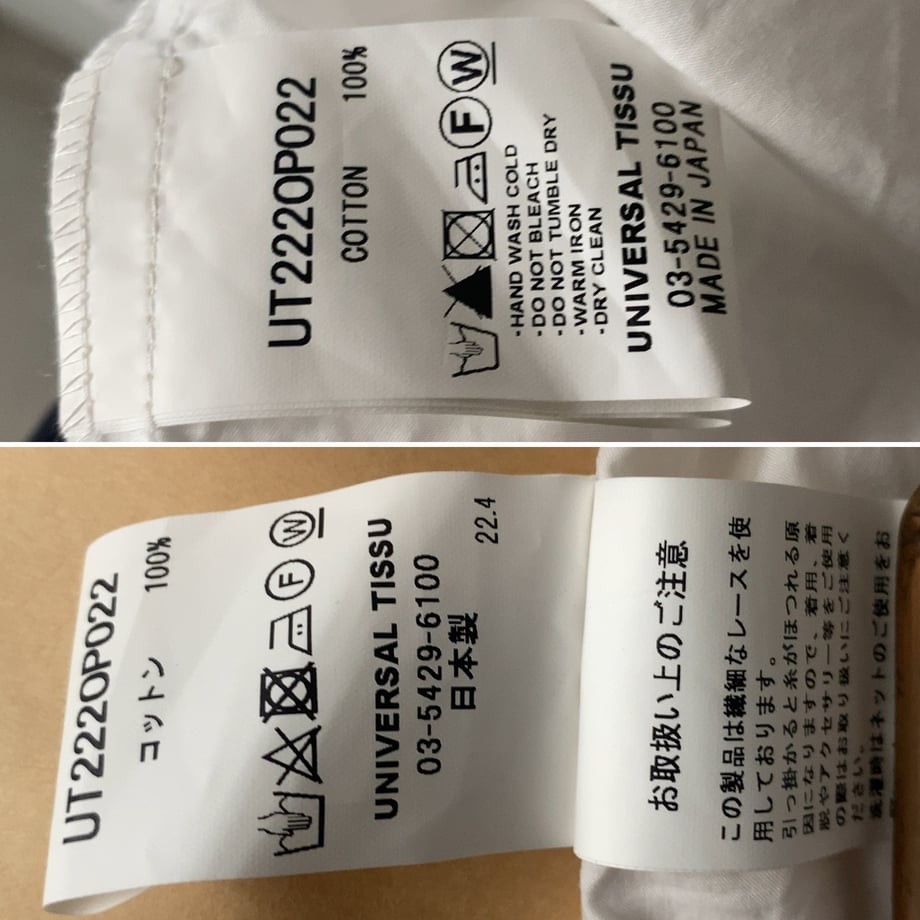 UT222OP022
COTTON 100%
F W
・HAND WASH COLD
・DO NOT BLEACH
・DO NOT TUMBLE DRY
・WARM IRON
・DRY CLEAN
UNIVERSAL TISSU
03-5429-6100
MADE IN JAPAN
UT222OP022
コットン 100%
F W
UNIVERSAL TISSU
03-5429-6100
日本製
22.4
お取扱い上のご注意
この製品は繊細なレースを使
用しております。
引っ掛かると糸がほつれる原
因になりますので、着用、着
脱やアクセサリー等をご使用
の際はお取り扱いにご注意く
ださい。
洗濯時はネットのご使用をお